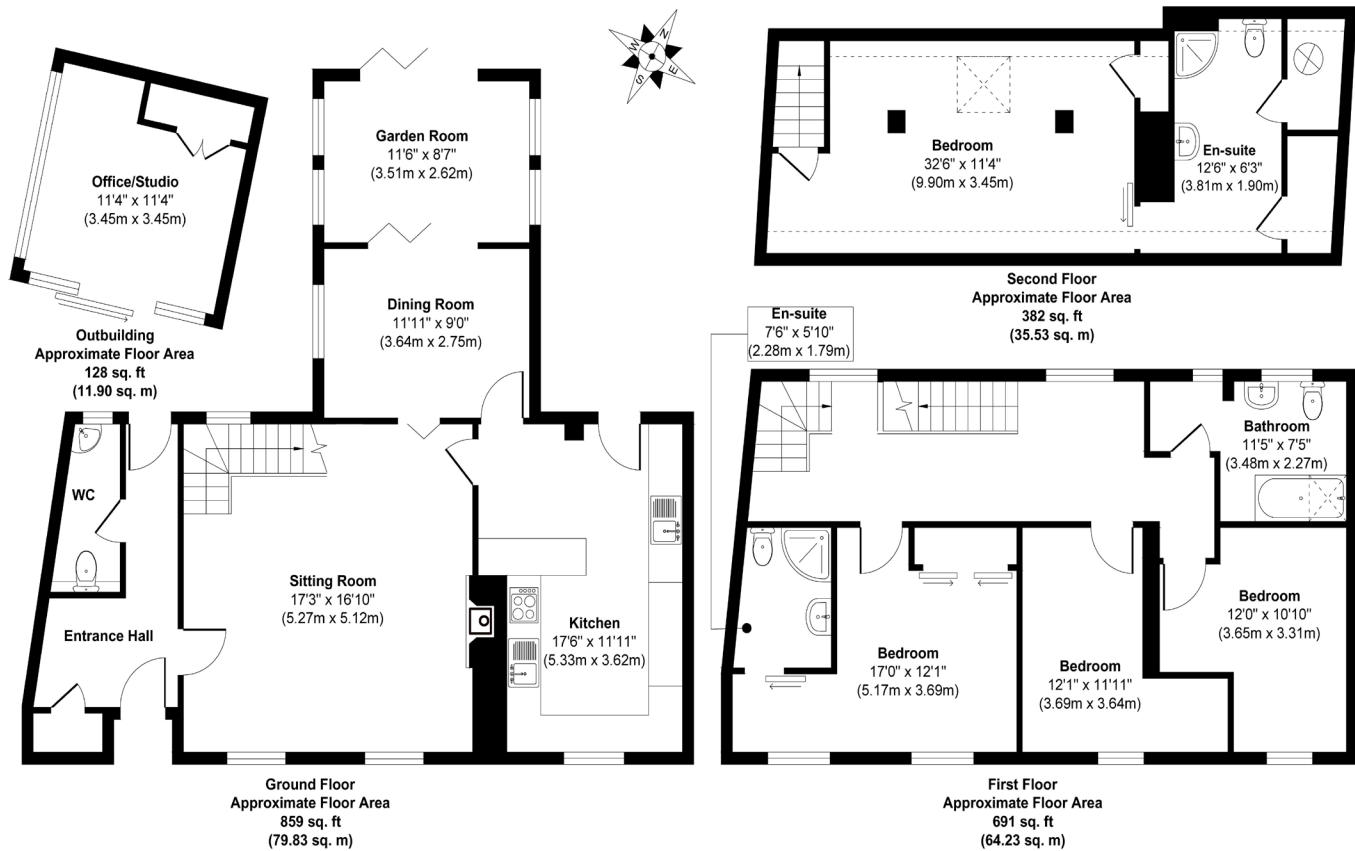 N
W
E
S
Office/Studio
11'4" x 11'4"
(3.45m x 3.45m)
Outbuilding
Approximate Floor Area
128 sq. ft
(11.90 sq. m)
Garden Room
11'6" x 8'7"
(3.51m x 2.62m)
Dining Room
11'11" x 9'0"
(3.64m x 2.75m)
WC
Entrance Hall
Sitting Room
17'3" x 16'10"
(5.27m x 5.12m)
Kitchen
17'6" x 11'11"
(5.33m x 3.62m)
Ground Floor
Approximate Floor Area
859 sq. ft
(79.83 sq. m)
Bedroom
32'6" x 11'4"
(9.90m x 3.45m)
En-suite
12'6" x 6'3"
(3.81m x 1.90m)
Second Floor
Approximate Floor Area
382 sq. ft
(35.53 sq. m)
En-suite
7'6" x 5'10"
(2.28m x 1.79m)
Bathroom
11'5" x 7'5"
(3.48m x 2.27m)
Bedroom
17'0" x 12'1"
(5.17m x 3.69m)
Bedroom
12'1" x 11'11"
(3.69m x 3.64m)
Bedroom
12'0" x 10'10"
(3.65m x 3.31m)
First Floor
Approximate Floor Area
691 sq. ft
(64.23 sq. m)